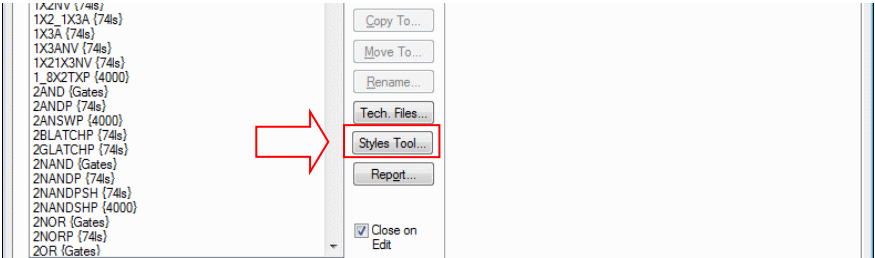 1X2NV {74ls}
1X2_1X3A {74ls}
1X3A {74ls}
1X3ANV {74ls}
1X21X3NV {74ls}
1_8X2TXP {4000}
2AND {Gates}
2ANDP {74ls}
2ANSWP {4000}
2BLATCHP {74ls}
2GLATCHP {74ls}
2NAND {Gates}
2NANDP {74ls}
2NANDPSH {74ls}
2NANDSHP {4000}
2NOR {Gates}
2NORP {74ls}
2OR {Gates}
Copy To...
Move To...
Rename...
Tech. Files...
Styles Tool...
Report...
Close on
Edit